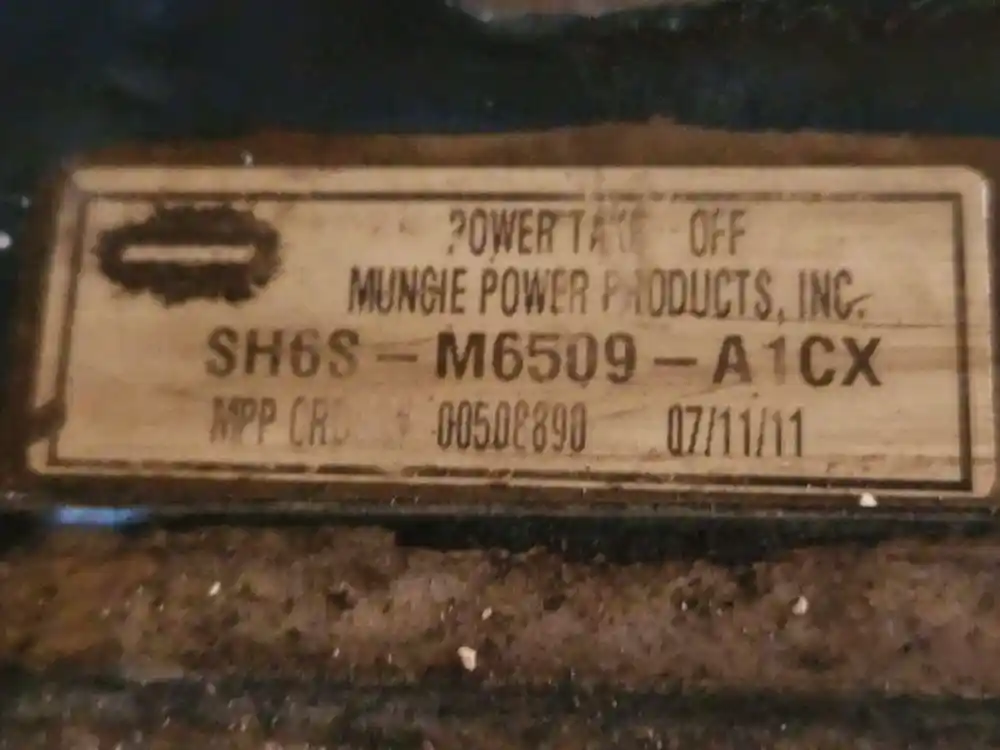 POWER TAKE OFF
MUNCIE POWER PRODUCTS, INC.
SH6S - M6509 - A1CX
MPP 00508890 07/11/11